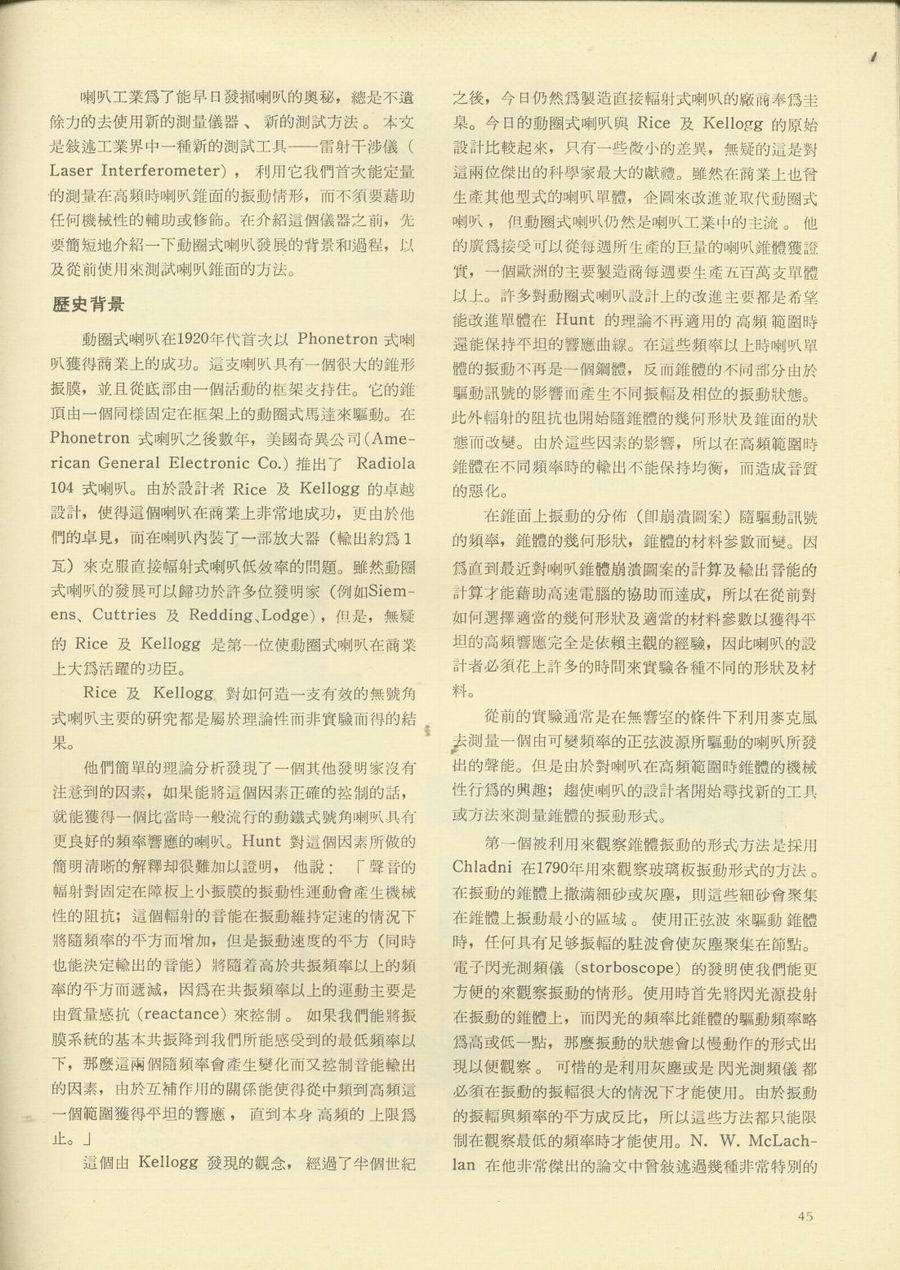 喇叭工業爲了能早日發掘喇叭的奧秘，總是不遺
餘力的去使用新的測量儀器、新的測試方法。本文
是敍述工業界中一種新的測試工具——雷射干涉儀（
Laser Interferometer），利用它我們首次能定量
的測量在高頻時喇叭錐面的振動情形，而不須要藉助
任何機械性的輔助或修飾。在介紹這個儀器之前，先
要簡短地介紹一下動圈式喇叭發展的背景和過程，以
及從前使用來測試喇叭錐面的方法。
歷史背景
動圈式喇叭在1920年代首次以 Phonetron 式喇
叭獲得商業上的成功。這支喇叭具有一個很大的錐形
振膜，並且從底部由一個活動的框架支持住。它的錐
頂由一個同樣固定在框架上的動圈式馬達來驅動。在
Phonetron 式喇叭之後數年，美國奇異公司(Ame-
rican General Electronic Co.) 推出了 Radiola
104 式喇叭。由於設計者 Rice 及 Kellogg 的卓越
設計，使得這個喇叭在商業上非常地成功，更由於他
們的卓見，而在喇叭內裝了一部放大器（輸出約爲1
瓦）來克服直接輻射式喇叭低效率的問題。雖然動圈
式喇叭的發展可以歸功於許多位發明家（例如Siem-
ens、Cuttries 及 Redding、Lodge），但是，無疑
的 Rice 及 Kellogg 是第一位使動圈式喇叭在商業
上大爲活躍的功臣。
Rice 及 Kellogg 對如何造一支有效的無號角
式喇叭主要的硏究都是屬於理論性而非實驗而得的結
果。
他們簡單的理論分析發現了一個其他發明家沒有
注意到的因素，如果能將這個因素正確的控制的話，
就能獲得一個比當時一般流行的動鐵式號角喇叭具有
更良好的頻率響應的喇叭。Hunt 對這個因素所做的
簡明清晰的解釋却很難加以證明，他說：「聲音的
輻射對固定在障板上小振膜的振動性運動會產生機械
性的阻抗；這個輻射的音能在振動維持定速的情況下
將隨頻率的平方而增加，但是振動速度的平方（同時
也能決定輸出的音能）將隨着高於共振頻率以上的頻
率的平方而遞減，因爲在共振頻率以上的運動主要是
由質量感抗（reactance）來控制。如果我們能將振
膜系統的基本共振降到我們所能感受到的最低頻率以
下，那麼這兩個隨頻率會產生變化而又控制音能輸出
的因素，由於互補作用的關係能使得從中頻到高頻這
一個範圍獲得平坦的響應，直到本身高頻的上限爲
止。」
這個由 Kellogg 發現的觀念，經過了半個世紀
之後，今日仍然爲製造直接輻射式喇叭的廠商奉爲圭
臬。今日的動圈式喇叭與 Rice 及 Kellogg 的原始
設計比較起來，只有一些微小的差異，無疑的這是對
這兩位傑出的科學家最大的獻禮。雖然在商業上也曾
生產其他型式的喇叭單體，企圖來改進並取代動圈式
喇叭，但動圈式喇叭仍然是喇叭工業中的主流。他
的廣爲接受可以從每週所生產的巨量的喇叭錐體獲證
實，一個歐洲的主要製造商每週要生產五百萬支單體
以上。許多對動圈式喇叭設計上的改進主要都是希望
能改進單體在 Hunt 的理論不再適用的高頻範圍時
還能保持平坦的響應曲線。在這些頻率以上時喇叭單
體的振動不再是一個鋼體，反而錐體的不同部分由於
驅動訊號的影響而產生不同振幅及相位的振動狀態。
此外輻射的阻抗也開始隨錐體的幾何形狀及錐面的狀
態而改變。由於這些因素的影響，所以在高頻範圍時
錐體在不同頻率時的輸出不能保持均衡，而造成音質
的惡化。
在錐面上振動的分佈（卽崩潰圖案）隨驅動訊號
的頻率，錐體的幾何形狀，錐體的材料參數而變。因
爲直到最近對喇叭錐體崩潰圖案的計算及輸出音能的
計算才能藉助高速電腦的協助而達成，所以在從前對
如何選擇適當的幾何形狀及適當的材料參數以獲得平
坦的高頻響應完全是依賴主觀的經驗，因此喇叭的設
計者必須花上許多的時間來實驗各種不同的形狀及材
料。
從前的實驗通常是在無響室的條件下利用麥克風
去測量一個由可變頻率的正弦波源所驅動的喇叭所發
出的聲能。但是由於對喇叭在高頻範圍時錐體的機械
性行爲的興趣；趨使喇叭的設計者開始尋找新的工具
或方法來測量錐體的振動形式。
第一個被利用來觀察錐體振動的形式方法是採用
Chladni 在1790年用來觀察玻璃板振動形式的方法。
在振動的錐體上撒滿細砂或灰塵，則這些細砂會聚集
在錐體上振動最小的區域。使用正弦波來驅動錐體
時，任何具有足够振幅的駐波會使灰塵聚集在節點。
電子閃光測頻儀（storboscope）的發明使我們能更
方便的來觀察振動的情形。使用時首先將閃光源投射
在振動的錐體上，而閃光的頻率比錐體的驅動頻率略
爲高或低一點，那麼振動的狀態會以慢動作的形式出
現以便觀察。可惜的是利用灰塵或是閃光測頻儀都
必須在振動的振幅很大的情況下才能使用。由於振動
的振幅與頻率的平方成反比，所以這些方法都只能限
制在觀察最低的頻率時才能使用。N. W. McLach-
lan 在他非常傑出的論文中曾敍述過幾種非常特別的
45